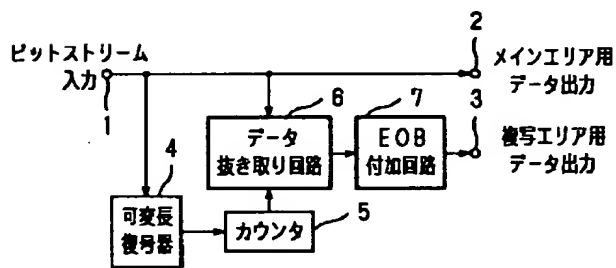 ビットストリーム
入力
1
2
メインエリア用
データ出力
3
複写エリア用
データ出力
6
データ
抜き取り回路
7
EOB
付加回路
4
可変長
復号器
カウンタ
5